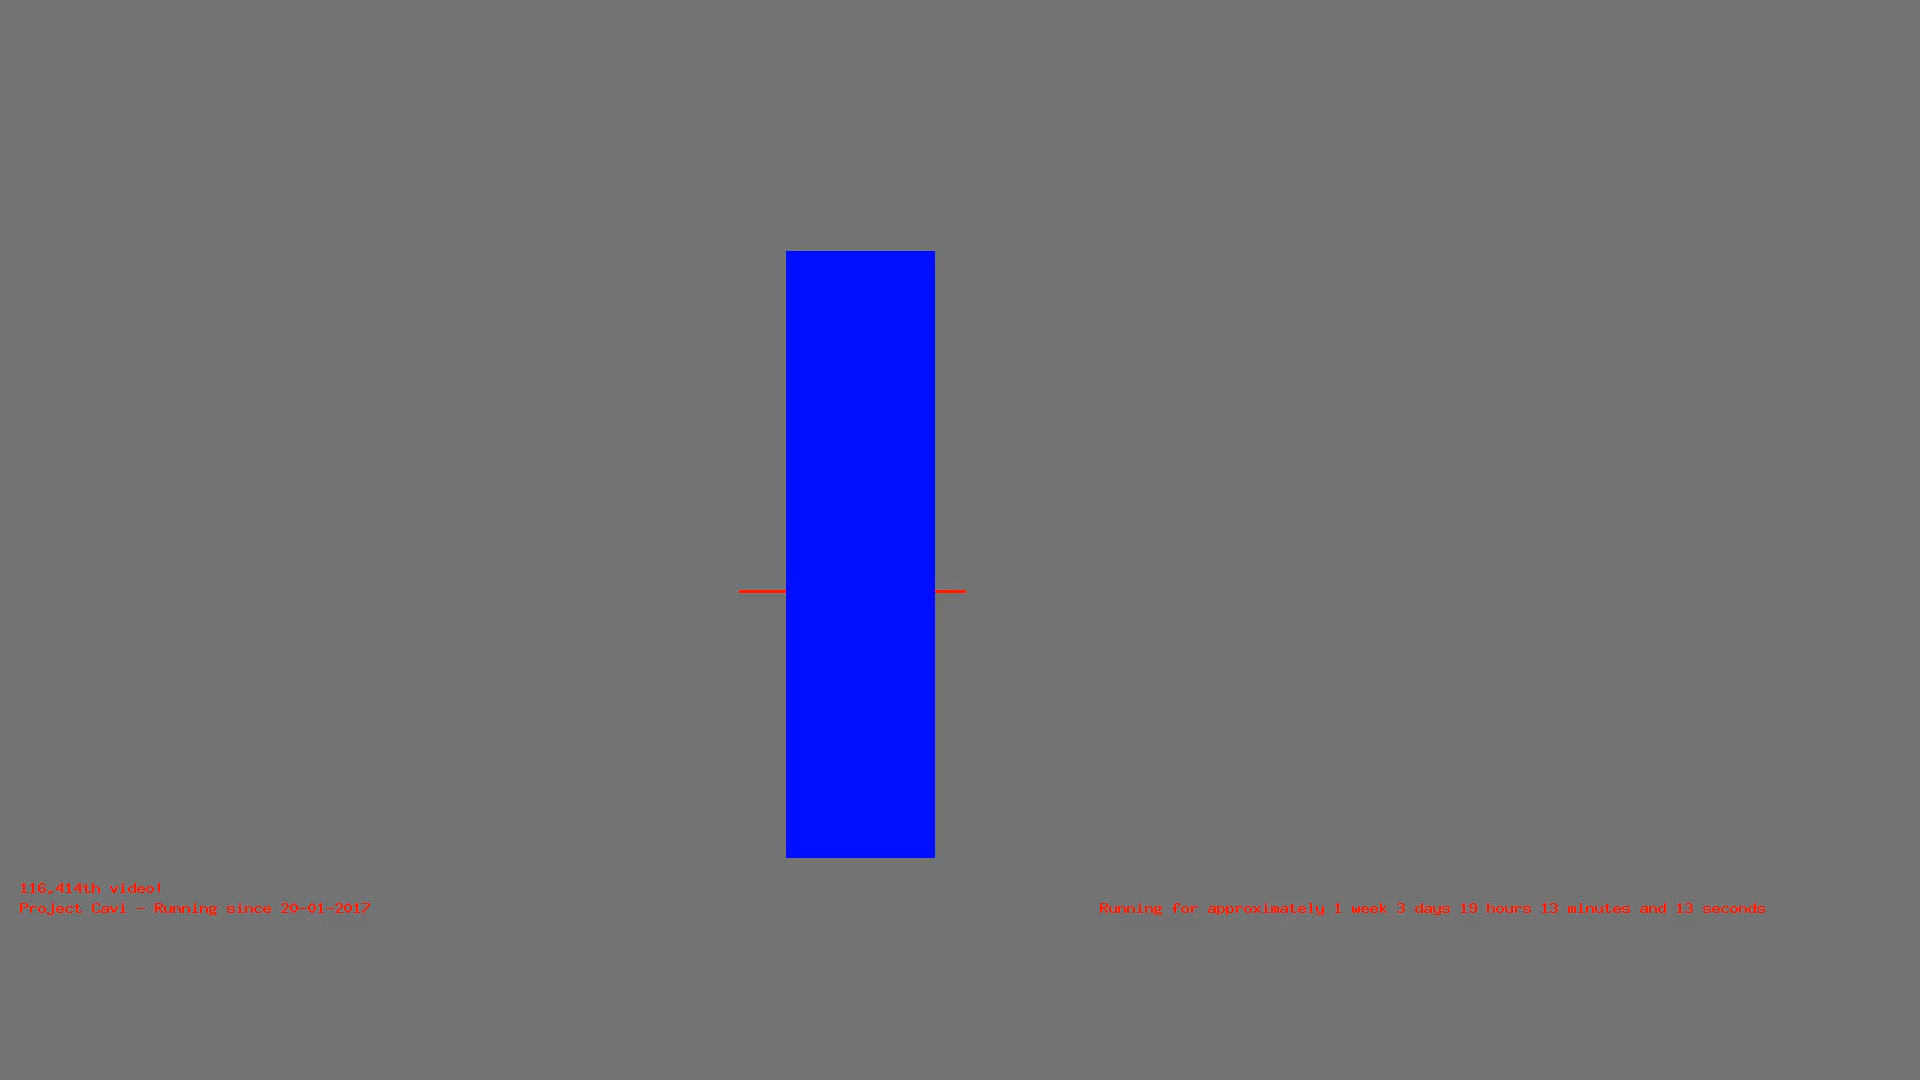 116,414th video!
Project Cavi - Running since 20-01-2017
Running for approximately 1 week 3 days 19 hours 13 minutes and 13 seconds